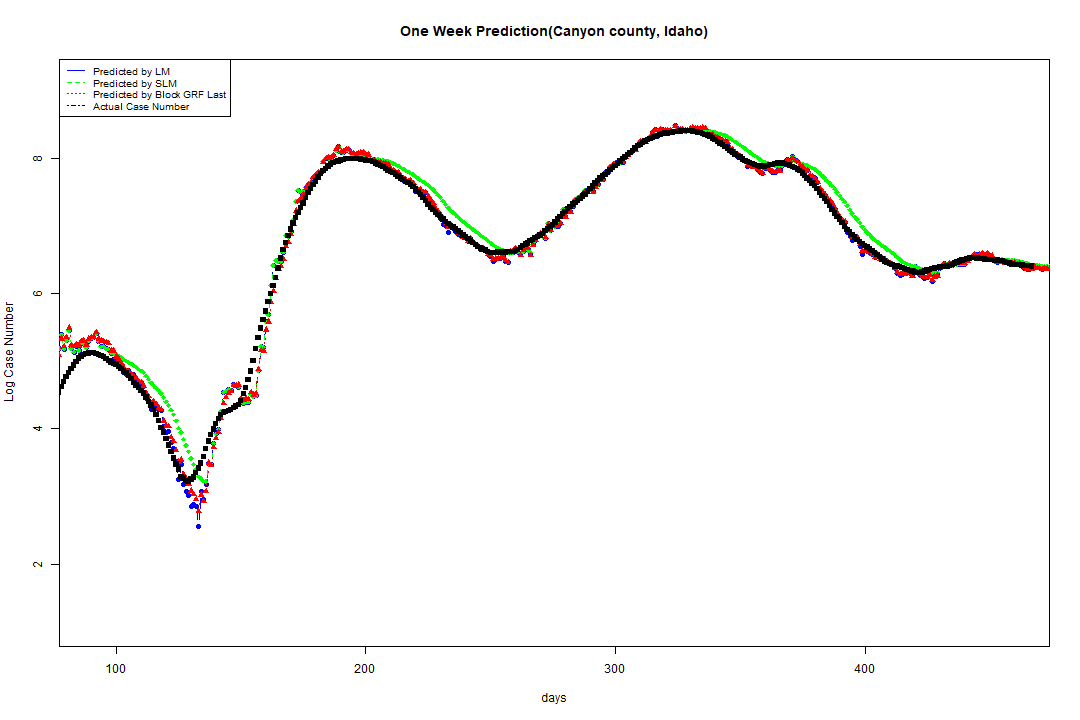 One Week Prediction(Canyon county, Idaho)
Predicted by LM
Predicted by SLM
Predicted by Block GRF Last
Actual Case Number
8
6
4
2
Log Case Number
100
200
300
400
days